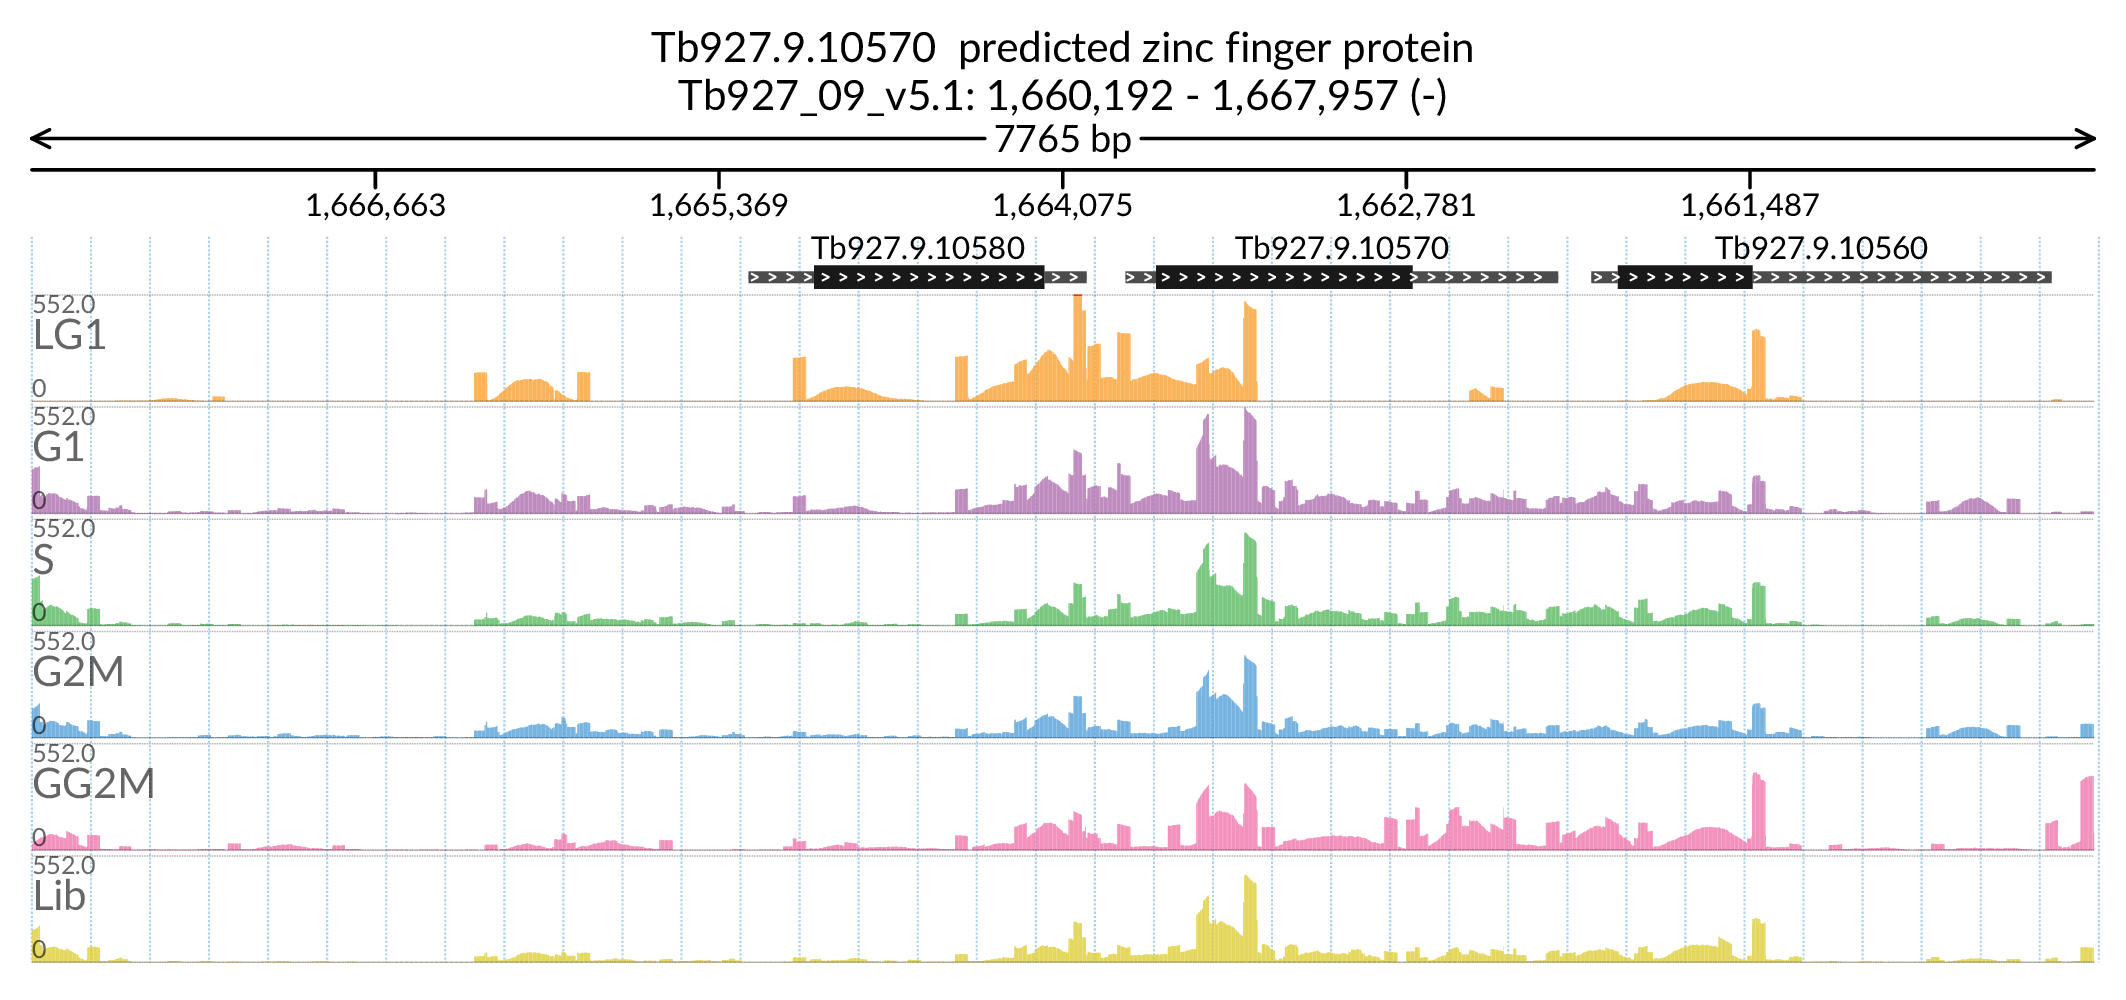 Tb927.9.10570 predicted zinc finger protein
Tb927_09_v5.1: 1,660,192 - 1,667,957 (-)
7765 bp
1,666,663 1,665,369 1,664,075 1,662,781 1,661,487
Tb927.9.10580 Tb927.9.10570 Tb927.9.10560
552.0
LG1
0
552.0
G1
0
552.0
S
0
552.0
G2M
0
552.0
GG2M
0
552.0
Lib
0